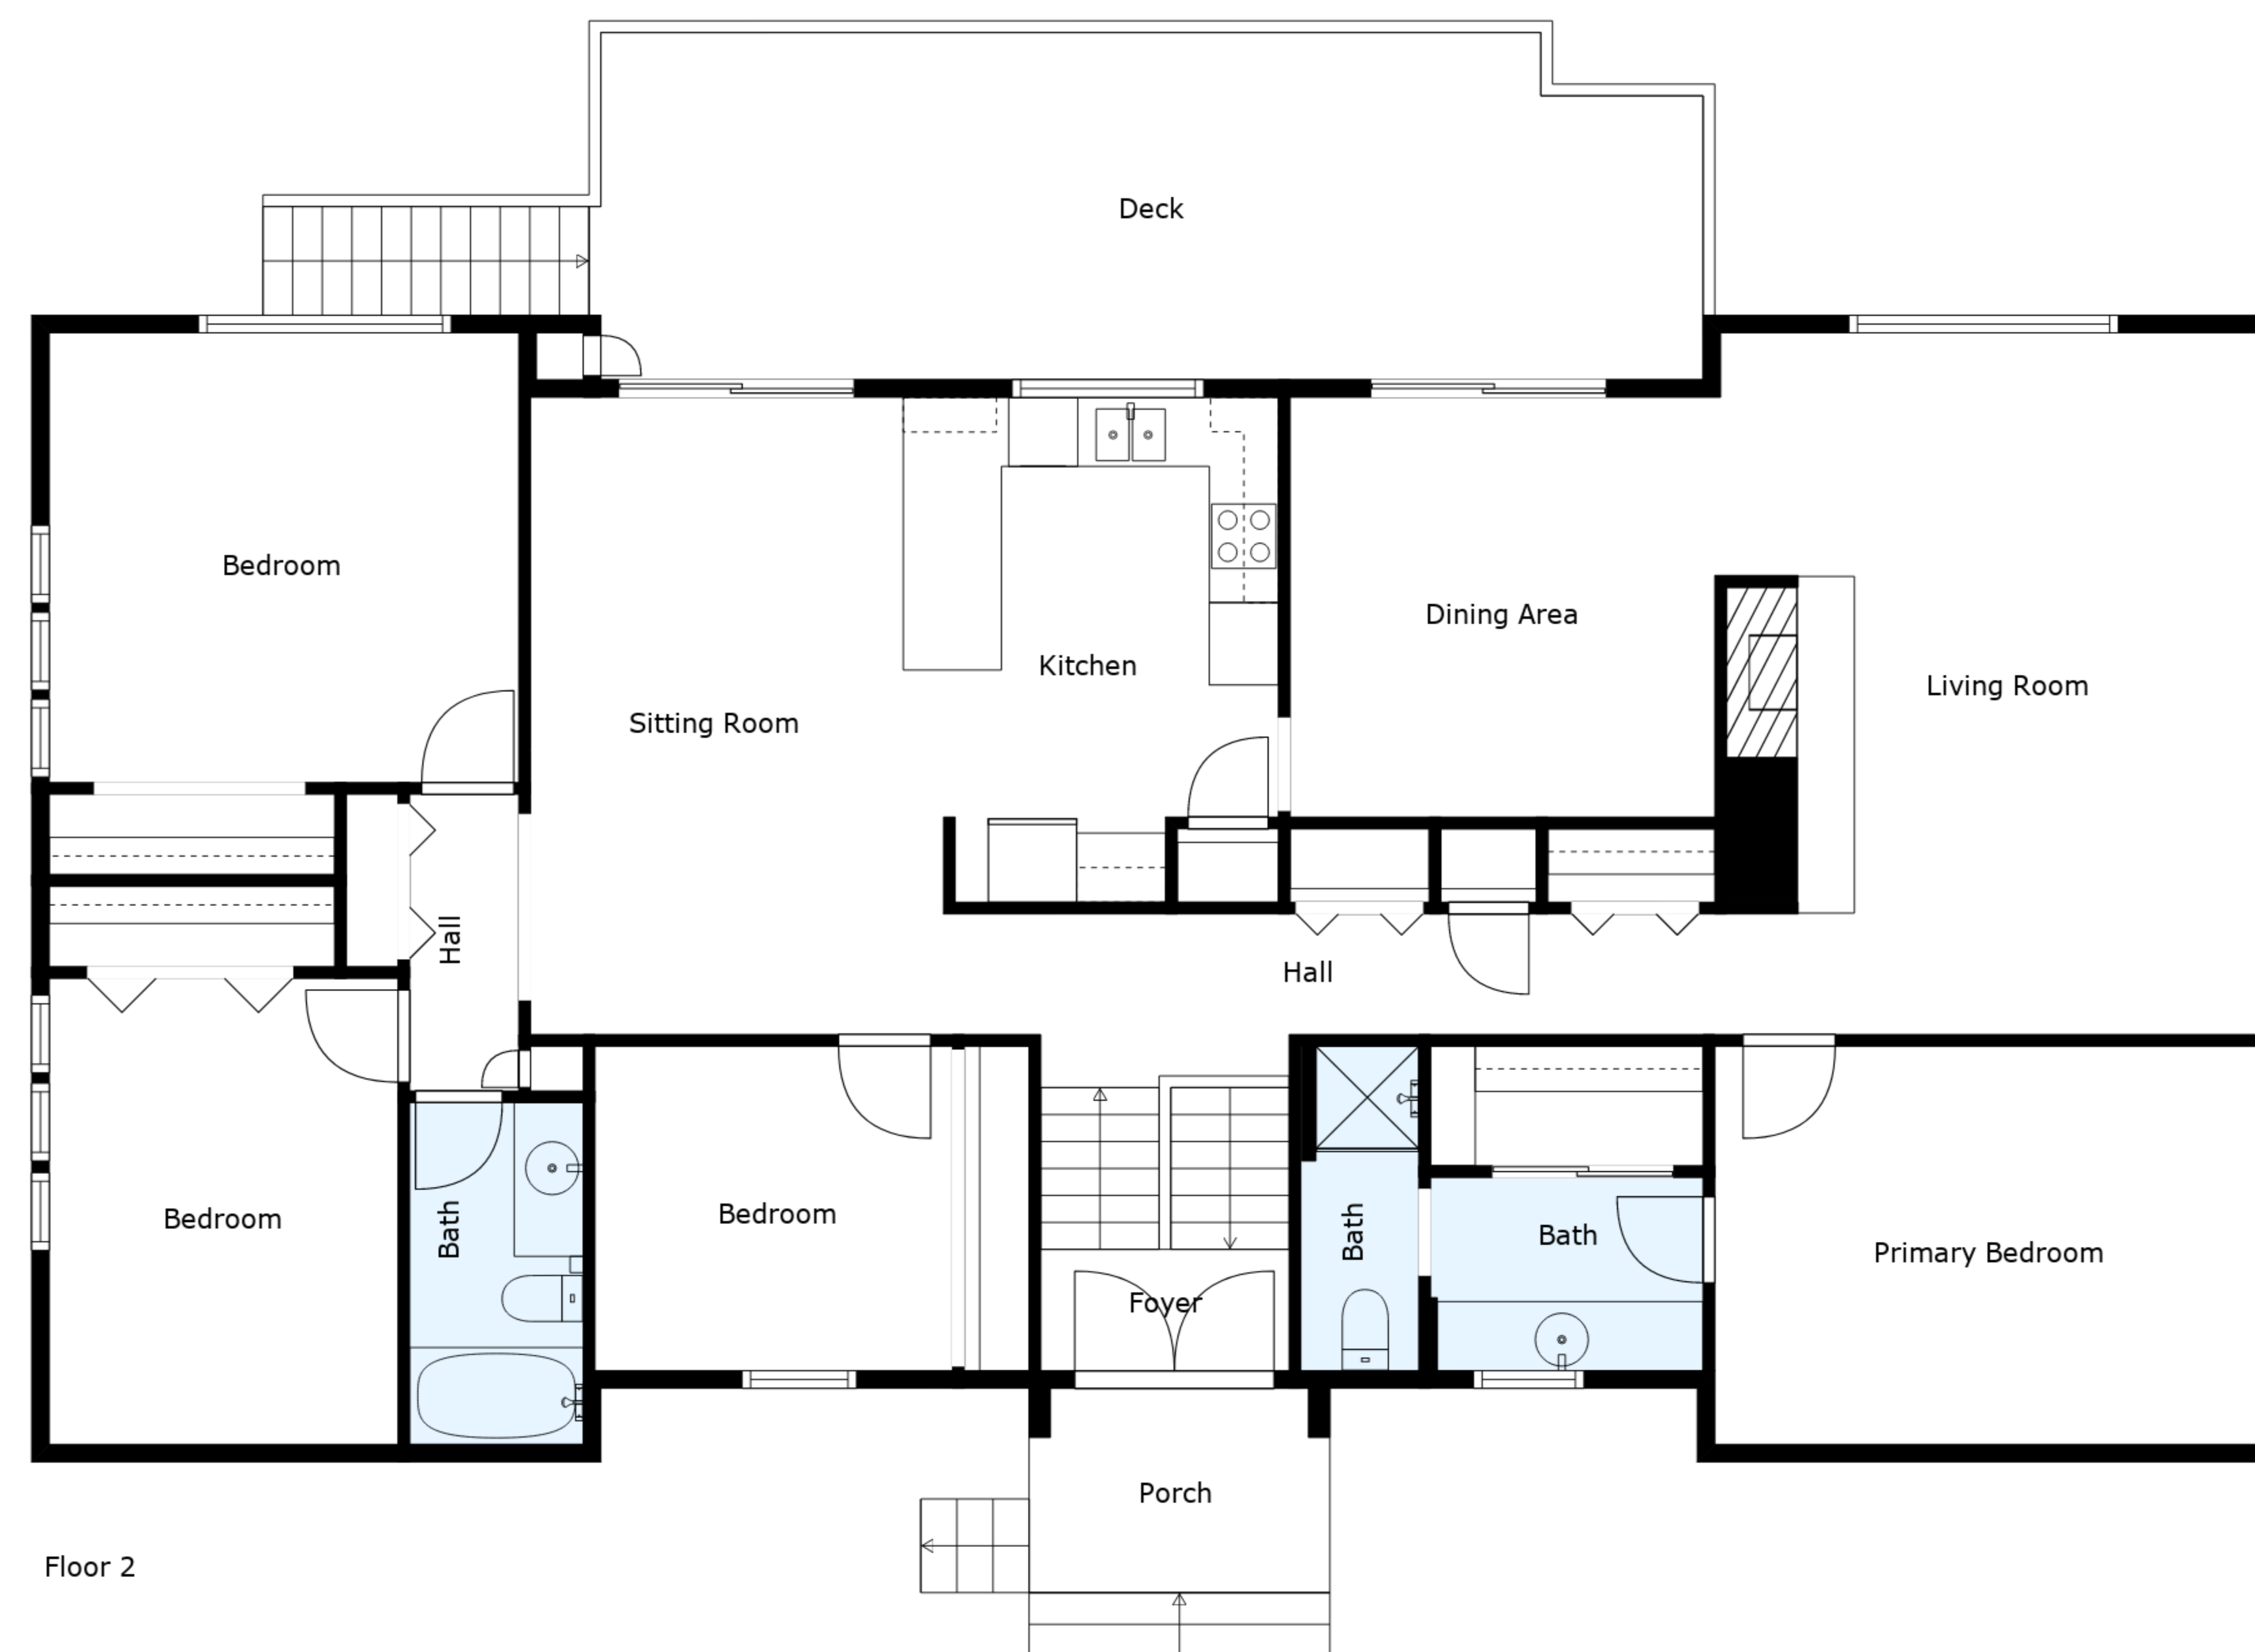 Deck
Bedroom
Dining Area
Kitchen
Living Room
Sitting Room
Hall
Hall
Bedroom
Bath
Bedroom
Bath
Bath
Primary Bedroom
Foyer
Porch
Floor 2